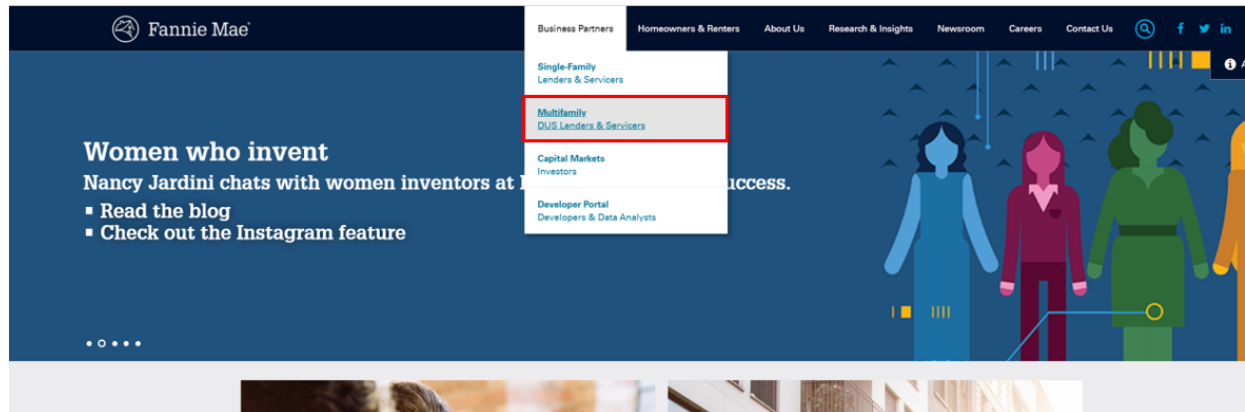 Fannie Mae®
Business Partners
Homeowners & Renters
About Us
Research & Insights
Newsroom
Careers
Contact Us
Single-Family
Lenders & Servicers
Multifamily
DUS Lenders & Servicers
Capital Markets
Investors
Developer Portal
Developers & Data Analysts
Women who invent
Nancy Jardini chats with women inventors at
▪ Read the blog
▪ Check out the Instagram feature